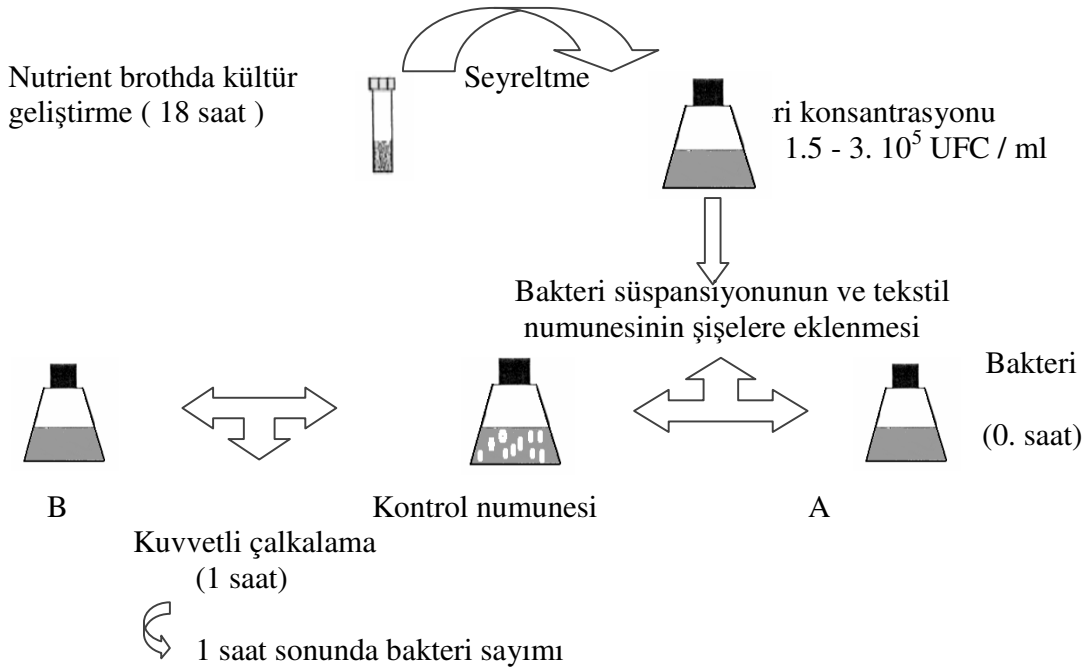 Nutrient brothda kültür
geliştirme ( 18 saat )
Seyreltme
ri konsantrasyonu
1.5 - 3. 10⁵ UFC / ml
Bakteri süspansiyonunun ve tekstil
numunesinin şişelere eklenmesi
Bakteri
(0. saat)
B
Kontrol numunesi
A
Kuvvetli çalkalama
(1 saat)
1 saat sonunda bakteri sayımı